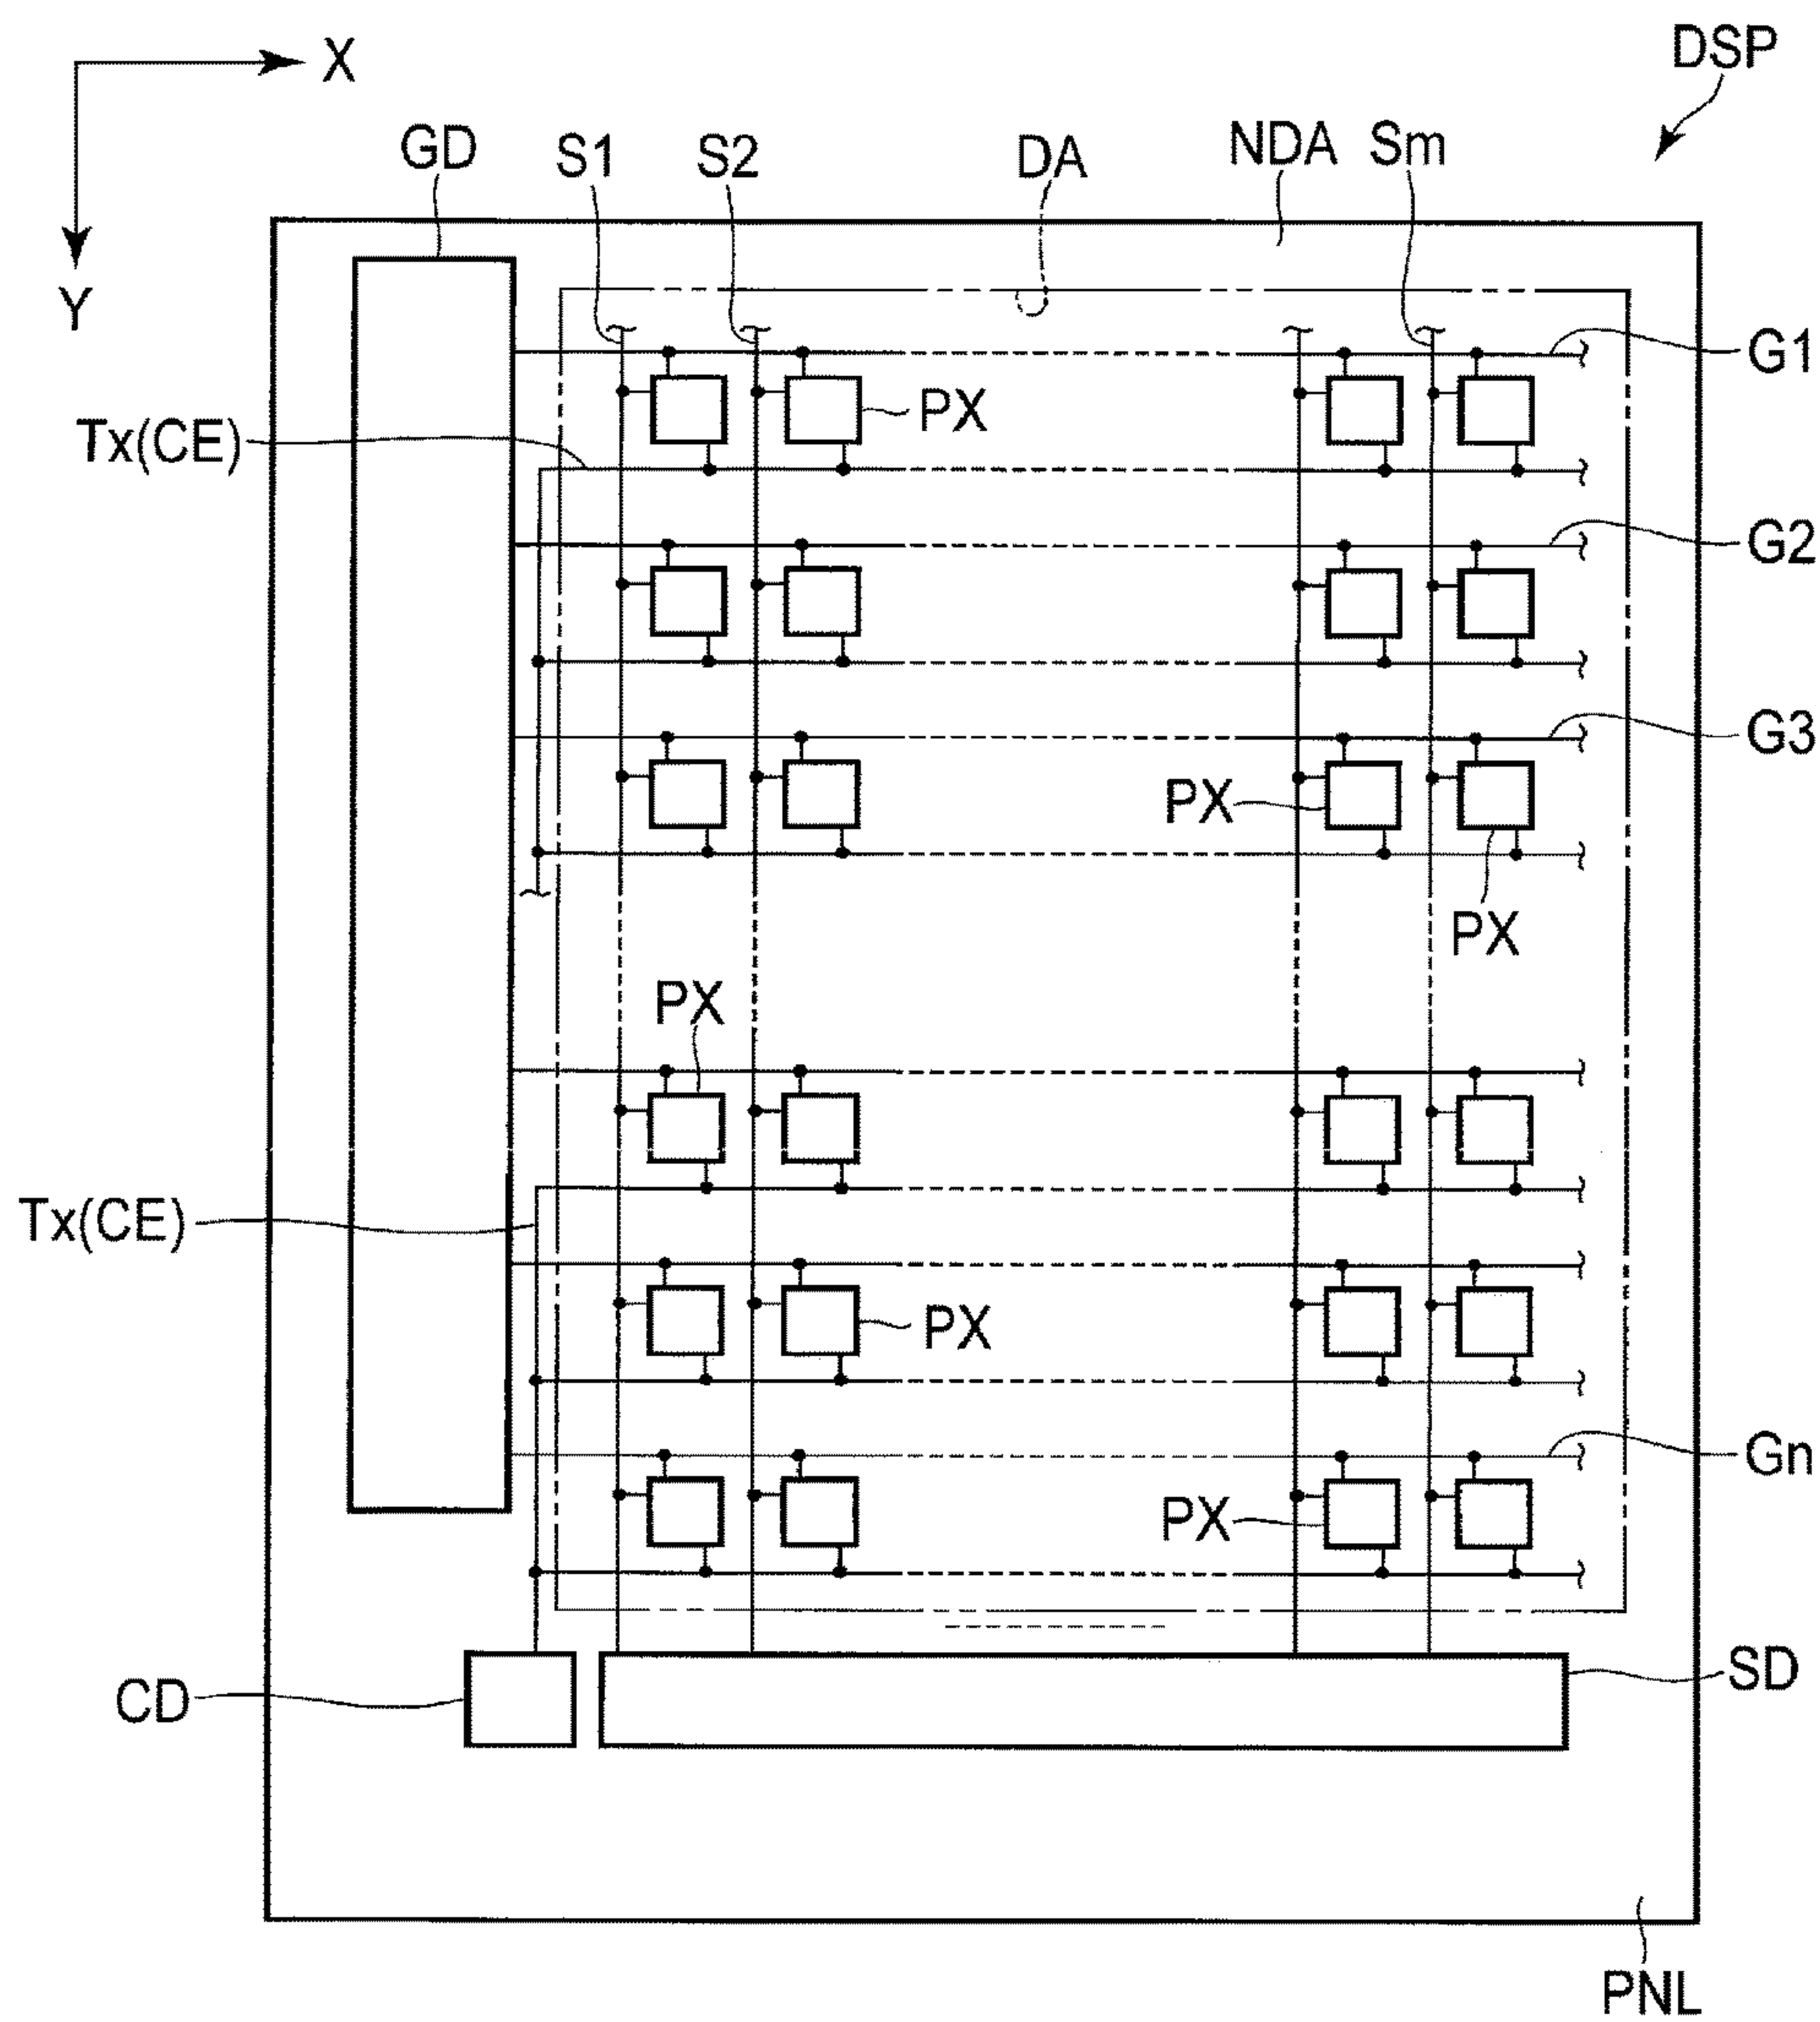 X
DSP
GD
S1
S2
DA
NDA
Sm
Y
G1
PX
Tx(CE)
G2
G3
PX
PX
PX
Tx(CE)
PX
Gn
PX
CD
SD
PNL